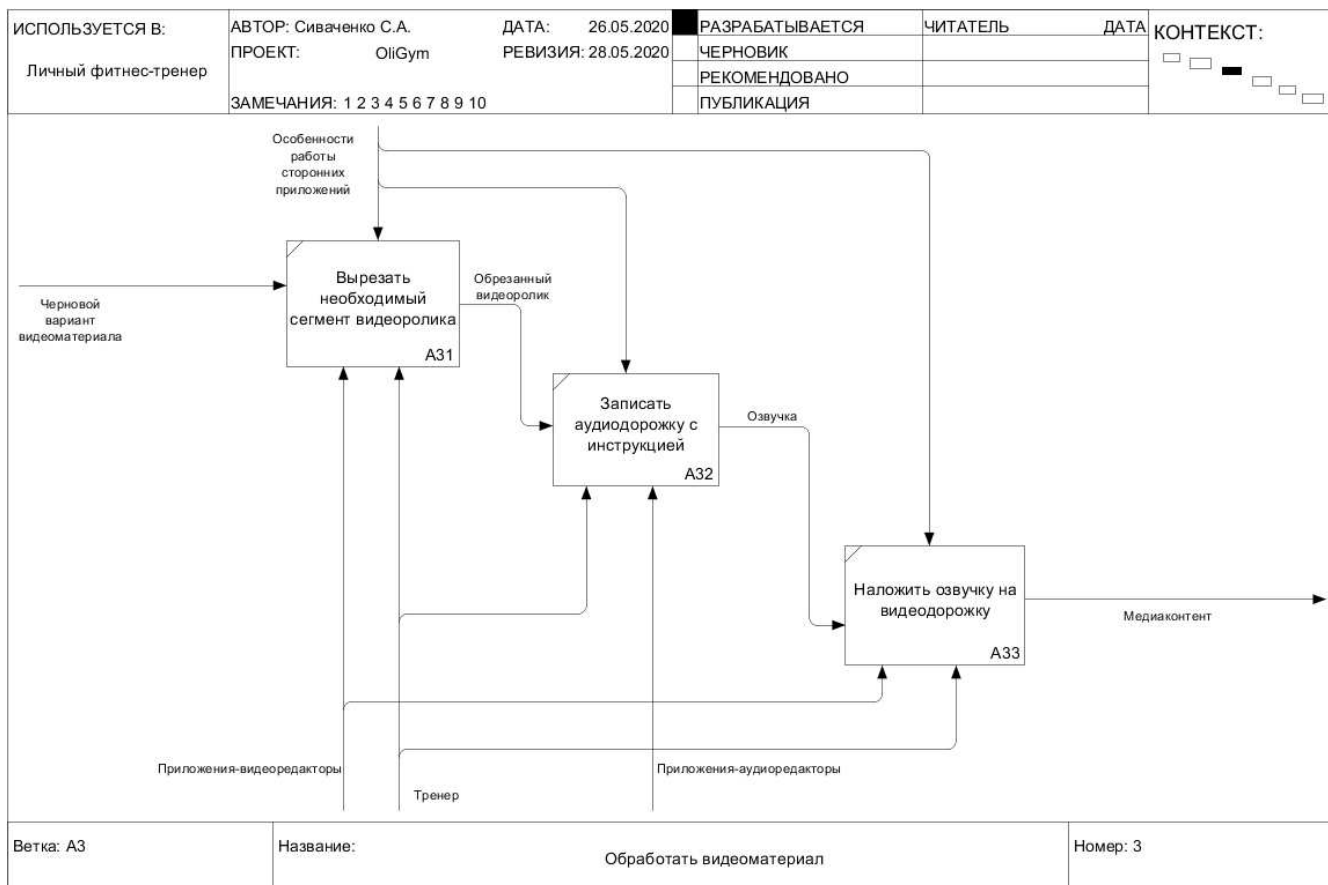 ИСПОЛЬЗУЕТСЯ В:
Личный фитнес-тренер
АВТОР: Сиваченко С.А.
ДАТА: 26.05.2020
ПРОЕКТ: OliGym
РЕВИЗИЯ: 28.05.2020
ЗАМЕЧАНИЯ: 1 2 3 4 5 6 7 8 9 10
РАЗРАБАТЫВАЕТСЯ
ЧЕРНОВИК
РЕКОМЕНДОВАНО
ПУБЛИКАЦИЯ
ЧИТАТЕЛЬ
ДАТА
КОНТЕКСТ:
Особенности
работы
сторонних
приложений
Черновой
вариант
видеоматериала
Вырезать
необходимый
сегмент видеоролика
A31
Обрезанный
видеоролик
Записать
аудиодорожку с
инструкцией
A32
Озвучка
Наложить озвучку на
видеодорожку
A33
Медиаконтент
Приложения-видеоредакторы
Тренер
Приложения-аудиоредакторы
Ветка: A3
Название:
Обработать видеоматериал
Номер: 3